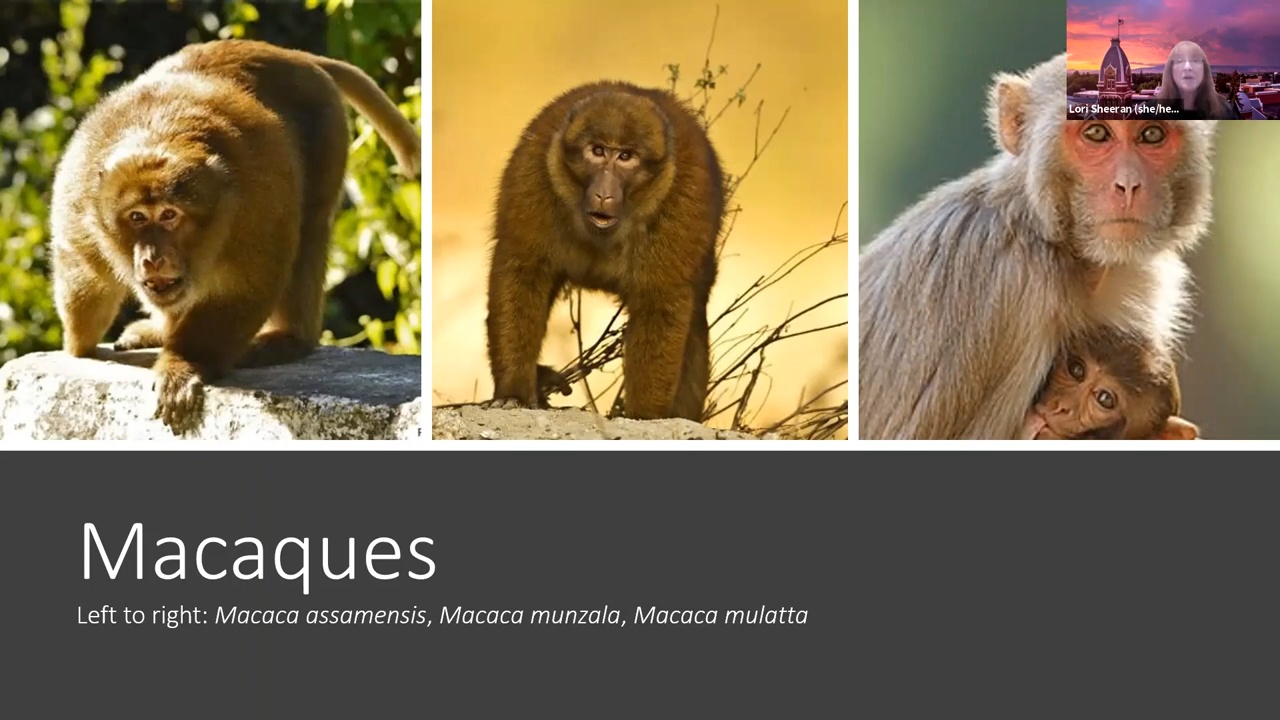 Lori Sheeran (she/he...
Macaques
Left to right: Macaca assamensis, Macaca munzala, Macaca mulatta